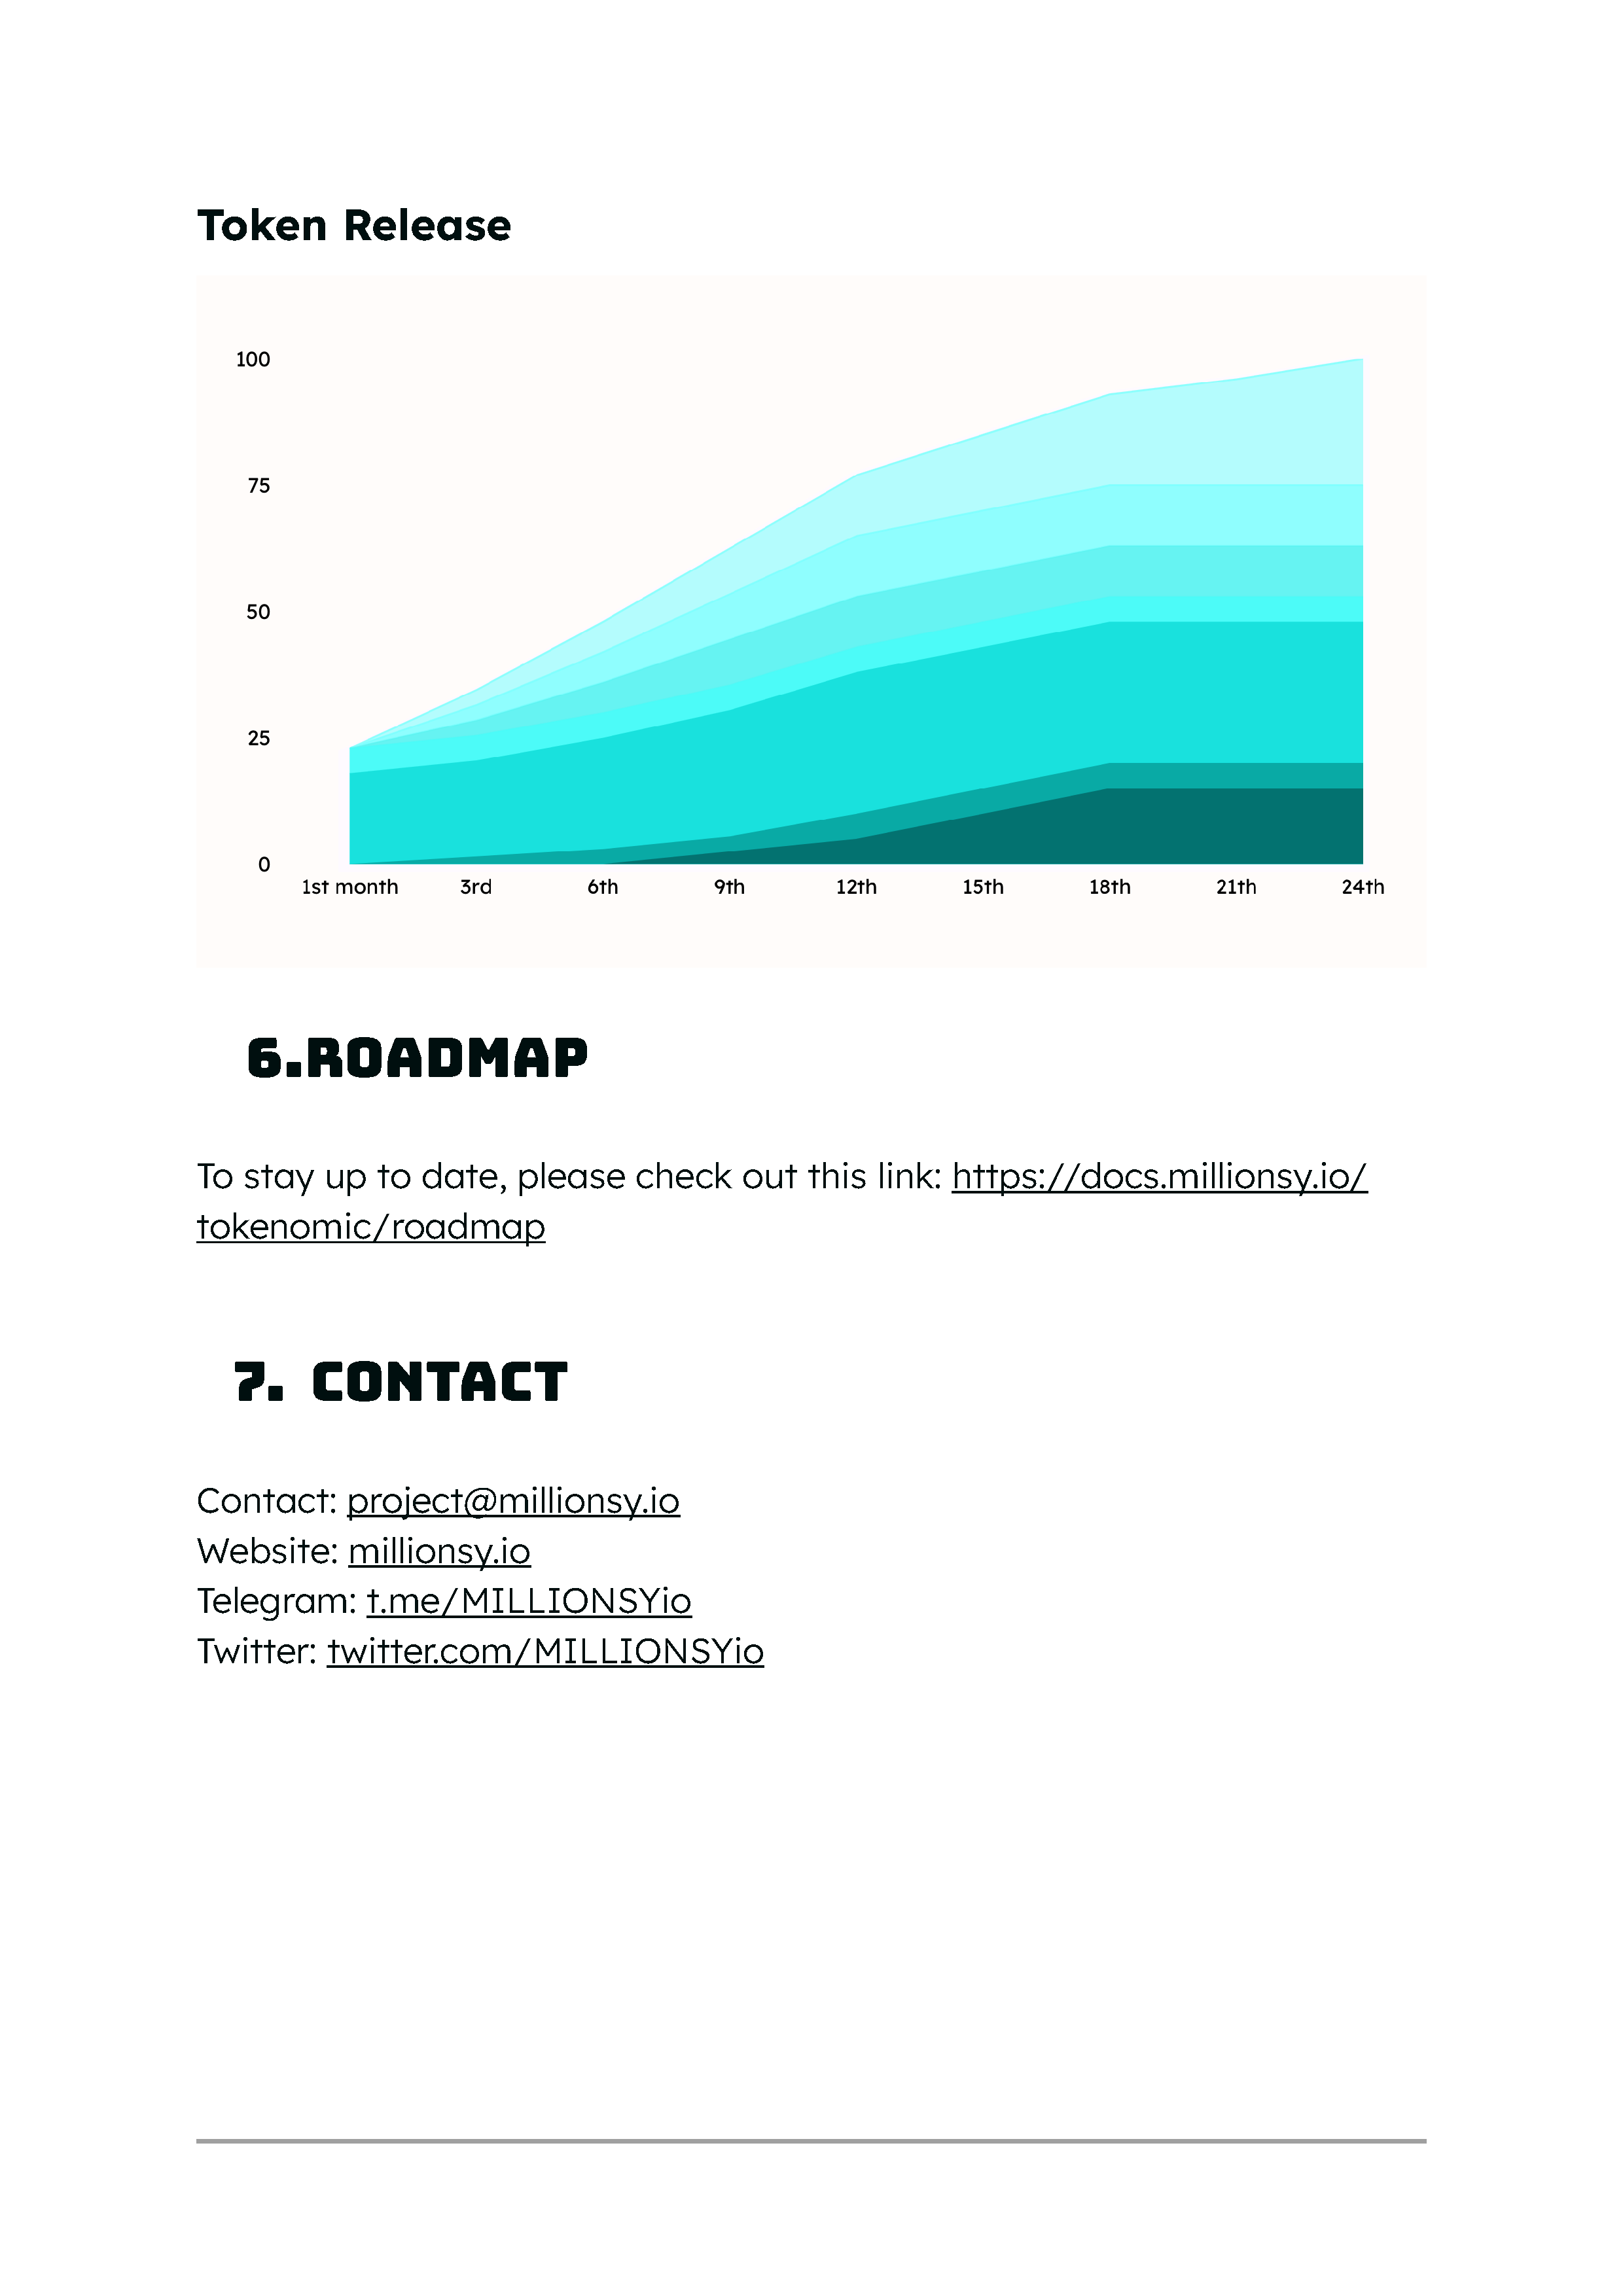 Token Release
100
75
50
25
0
1st month 3rd 6th 9th 12th 15th 18th 21th 24th
6.ROADMAP
To stay up to date, please check out this link: https://docs.millionsy.io/
tokenomic/roadmap
7. CONTACT
Contact: project@millionsy.io
Website: millionsy.io
Telegram: t.me/MILLIONSYio
Twitter: twitter.com/MILLIONSYio